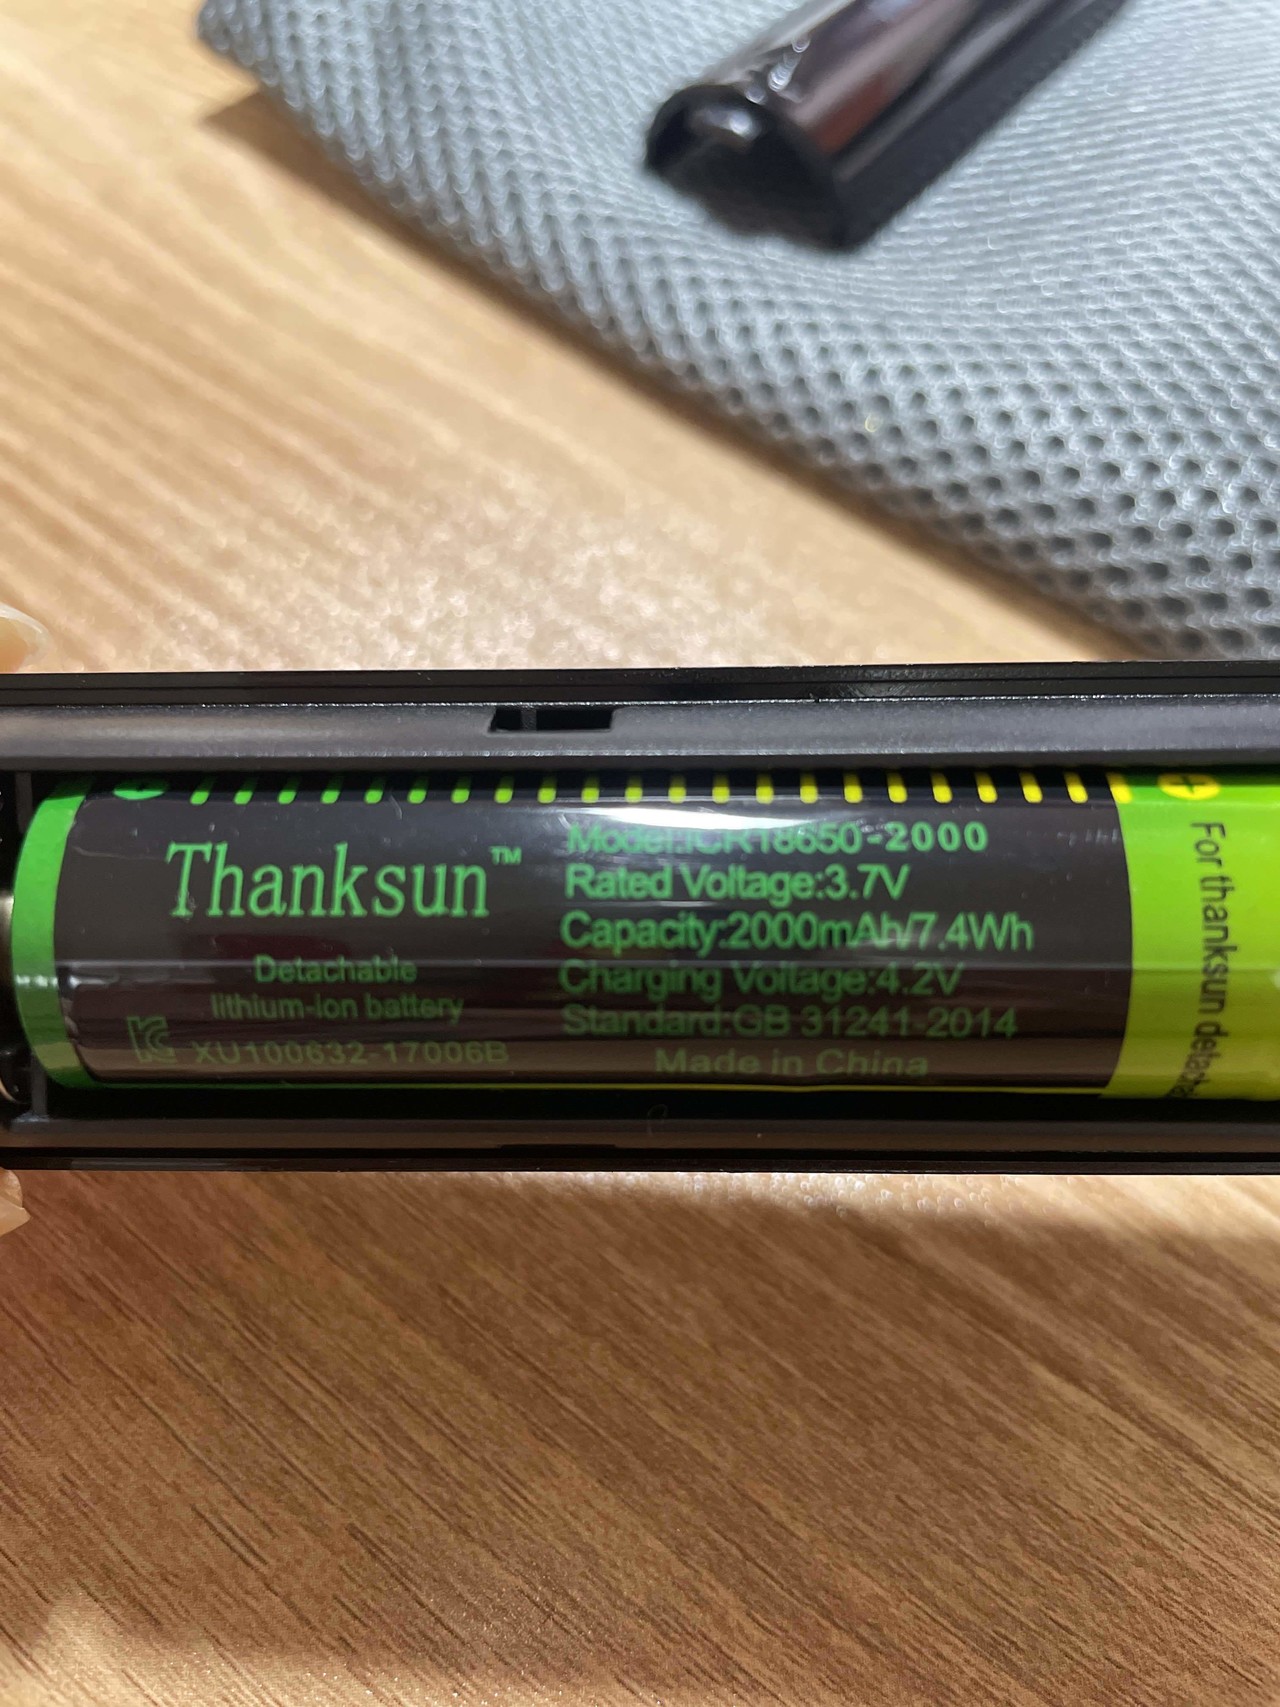 Thanksun™
Detachable
lithium-ion battery
XU100632-17006B
Model:ICR18650-2000
Rated Voltage:3.7V
Capacity:2000mAh/7.4Wh
Charging Voltage:4.2V
Standard:GB 31241-2014
Made in China
For thanksun